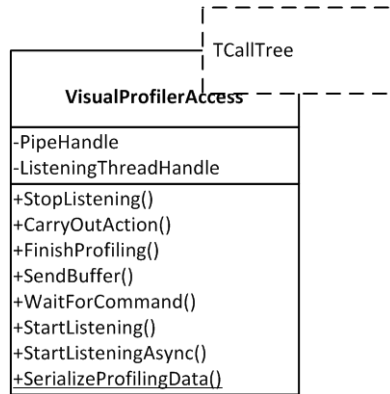 TCallTree
VisualProfilerAccess
-PipeHandle
-ListeningThreadHandle
+StopListening()
+CarryOutAction()
+FinishProfiling()
+SendBuffer()
+WaitForCommand()
+StartListening()
+StartListeningAsync()
+SerializeProfilingData()